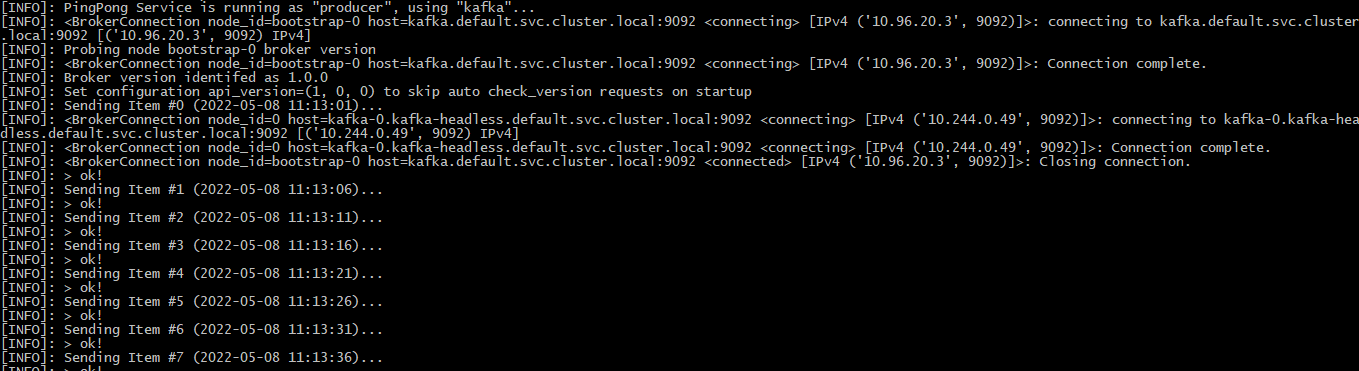 [INFO]: PingPong Service is running as "producer", using "kafka"...
[INFO]: <BrokerConnection node_id=bootstrap-0 host=kafka.default.svc.cluster.local:9092 <connecting> [IPv4 ('10.96.20.3', 9092)]>: connecting to kafka.default.svc.cluster
.local:9092 [('10.96.20.3', 9092) IPv4]
[INFO]: Probing node bootstrap-0 broker version
[INFO]: <BrokerConnection node_id=bootstrap-0 host=kafka.default.svc.cluster.local:9092 <connecting> [IPv4 ('10.96.20.3', 9092)]>: Connection complete.
[INFO]: Broker version identifed as 1.0.0
[INFO]: Set configuration api_version=(1, 0, 0) to skip auto check_version requests on startup
[INFO]: Sending Item #0 (2022-05-08 11:13:01)...
[INFO]: <BrokerConnection node_id=0 host=kafka-0.kafka-headless.default.svc.cluster.local:9092 <connecting> [IPv4 ('10.244.0.49', 9092)]>: connecting to kafka-0.kafka-hea
dless.default.svc.cluster.local:9092 [('10.244.0.49', 9092) IPv4]
[INFO]: <BrokerConnection node_id=0 host=kafka-0.kafka-headless.default.svc.cluster.local:9092 <connecting> [IPv4 ('10.244.0.49', 9092)]>: Connection complete.
[INFO]: <BrokerConnection node_id=bootstrap-0 host=kafka.default.svc.cluster.local:9092 <connected> [IPv4 ('10.96.20.3', 9092)]>: Closing connection.
[INFO]: > ok!
[INFO]: Sending Item #1 (2022-05-08 11:13:06)...
[INFO]: > ok!
[INFO]: Sending Item #2 (2022-05-08 11:13:11)...
[INFO]: > ok!
[INFO]: Sending Item #3 (2022-05-08 11:13:16)...
[INFO]: > ok!
[INFO]: Sending Item #4 (2022-05-08 11:13:21)...
[INFO]: > ok!
[INFO]: Sending Item #5 (2022-05-08 11:13:26)...
[INFO]: > ok!
[INFO]: Sending Item #6 (2022-05-08 11:13:31)...
[INFO]: > ok!
[INFO]: Sending Item #7 (2022-05-08 11:13:36)...
[INFO]: > ok!